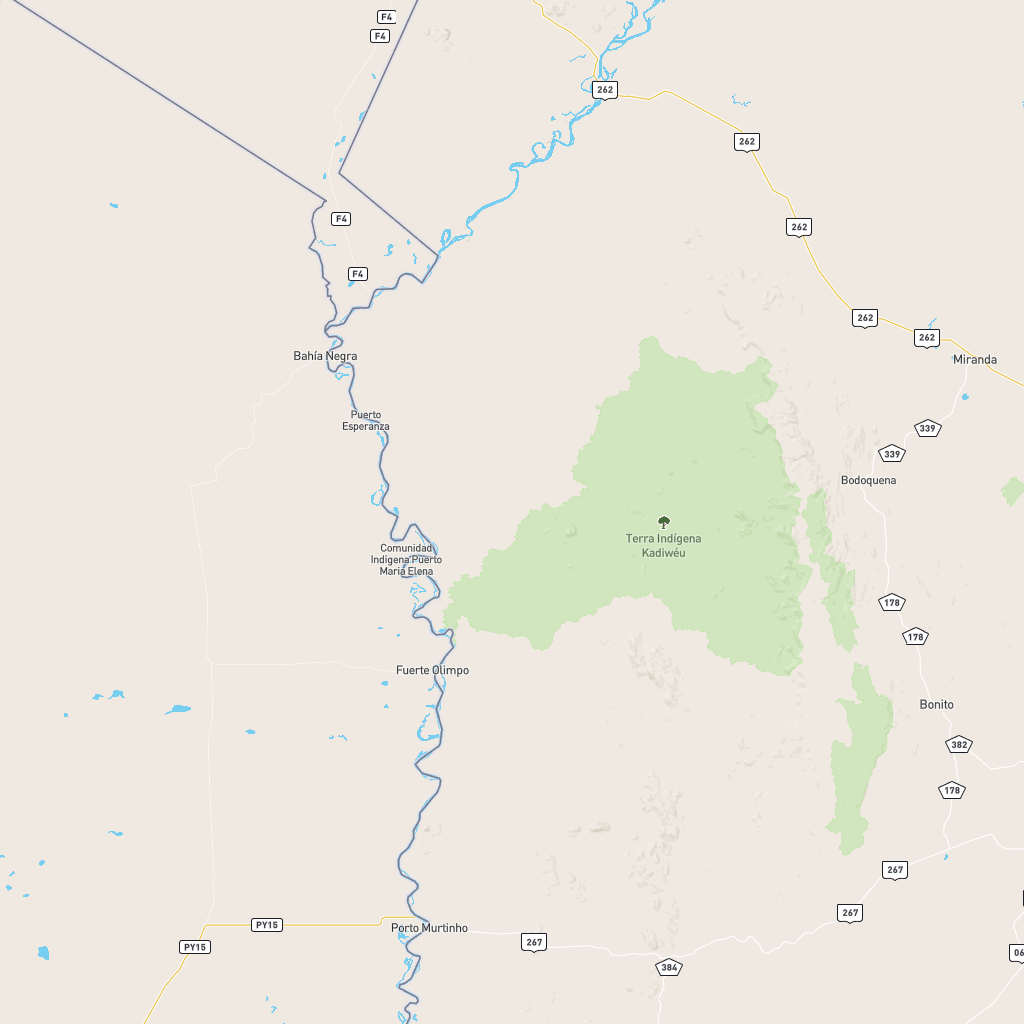 F4
F4
262
262
F4
262
F4
262
262
Bahía Negra
Miranda
Puerto
Esperanza
339
339
Bodoquena
Terra Indígena
Kadiwéu
Comunidad
Indigena Puerto
Maria Elena
178
178
Fuerte Olimpo
Bonito
382
178
267
267
PY15
Porto Murtinho
267
PY15
06
384